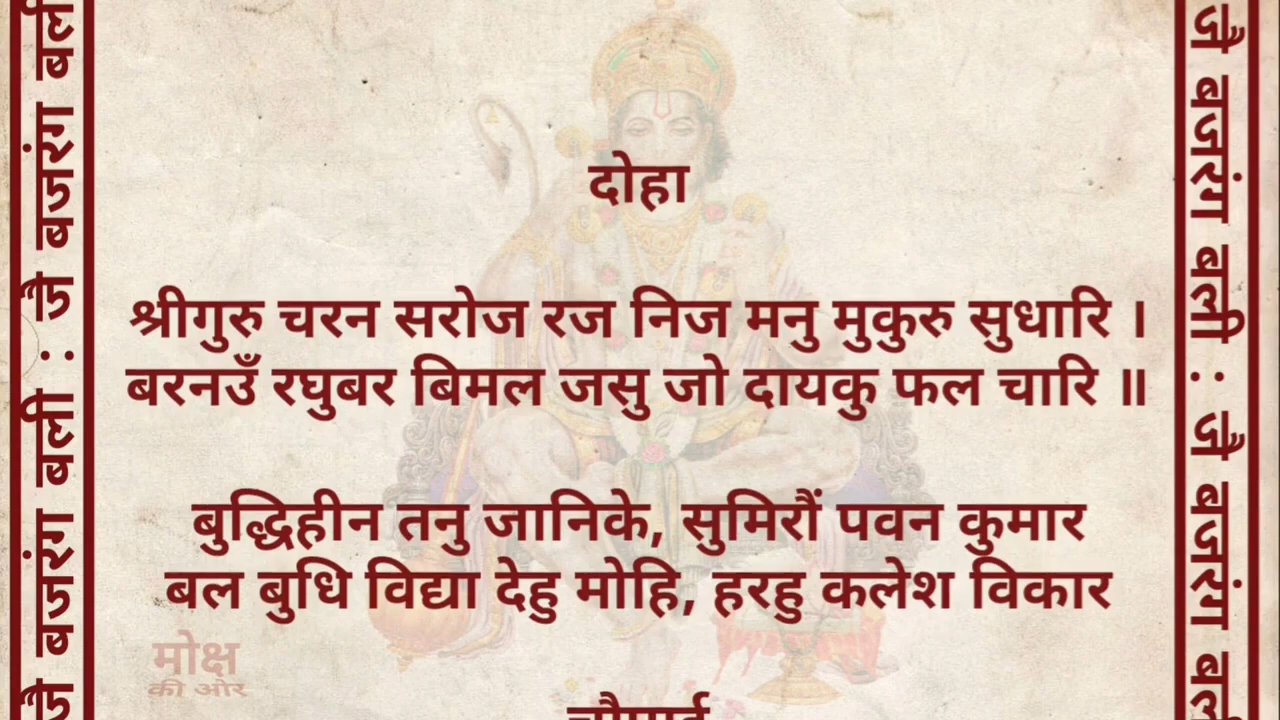 दोहा
श्रीगुरु चरन सरोज रज निज मनु मुकुरु सुधारि ।
बरनउँ रघुबर बिमल जसु जो दायकु फल चारि ॥
बुद्धिहीन तनु जानिके, सुमिरौं पवन कुमार
बल बुधि विद्या देहु मोहि, हरहु कलेश विकार
मोक्ष
की ओर
जै बजरंग बली : जै बजरंग बली
जै बजरंग बली : जै बजरंग बली